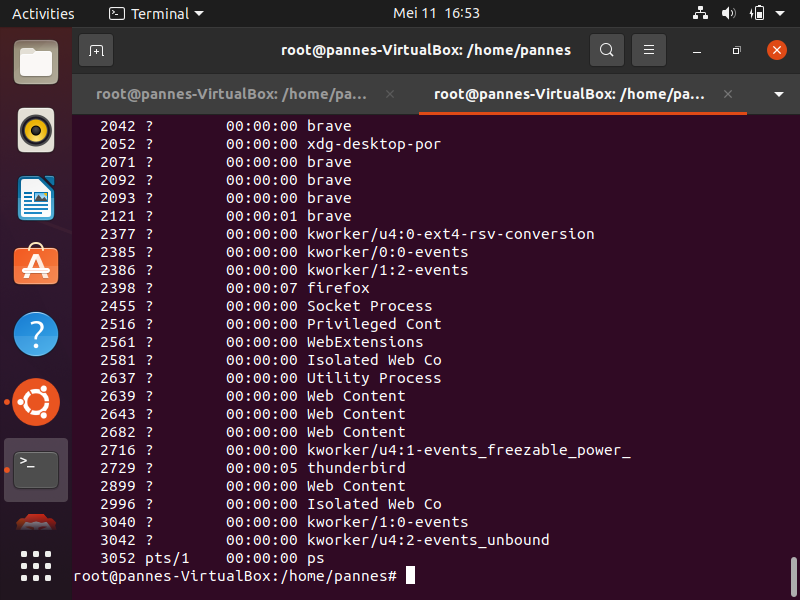 Activities Terminal Mei 11 16:53
root@pannes-VirtualBox: /home/pannes
root@pannes-VirtualBox: /home/pa... root@pannes-VirtualBox: /home/pa...
2042 ? 00:00:00 brave
2052 ? 00:00:00 xdg-desktop-por
2071 ? 00:00:00 brave
2092 ? 00:00:00 brave
2093 ? 00:00:00 brave
2121 ? 00:00:01 brave
2377 ? 00:00:00 kworker/u4:0-ext4-rsv-conversion
2385 ? 00:00:00 kworker/0:0-events
2386 ? 00:00:00 kworker/1:2-events
2398 ? 00:00:07 firefox
2455 ? 00:00:00 Socket Process
2516 ? 00:00:00 Privileged Cont
2561 ? 00:00:00 WebExtensions
2581 ? 00:00:00 Isolated Web Co
2637 ? 00:00:00 Utility Process
2639 ? 00:00:00 Web Content
2643 ? 00:00:00 Web Content
2682 ? 00:00:00 Web Content
2716 ? 00:00:00 kworker/u4:1-events_freezable_power_
2729 ? 00:00:05 thunderbird
2899 ? 00:00:00 Web Content
2996 ? 00:00:00 Isolated Web Co
3040 ? 00:00:00 kworker/1:0-events
3042 ? 00:00:00 kworker/u4:2-events_unbound
3052 pts/1 00:00:00 ps
root@pannes-VirtualBox:/home/pannes#